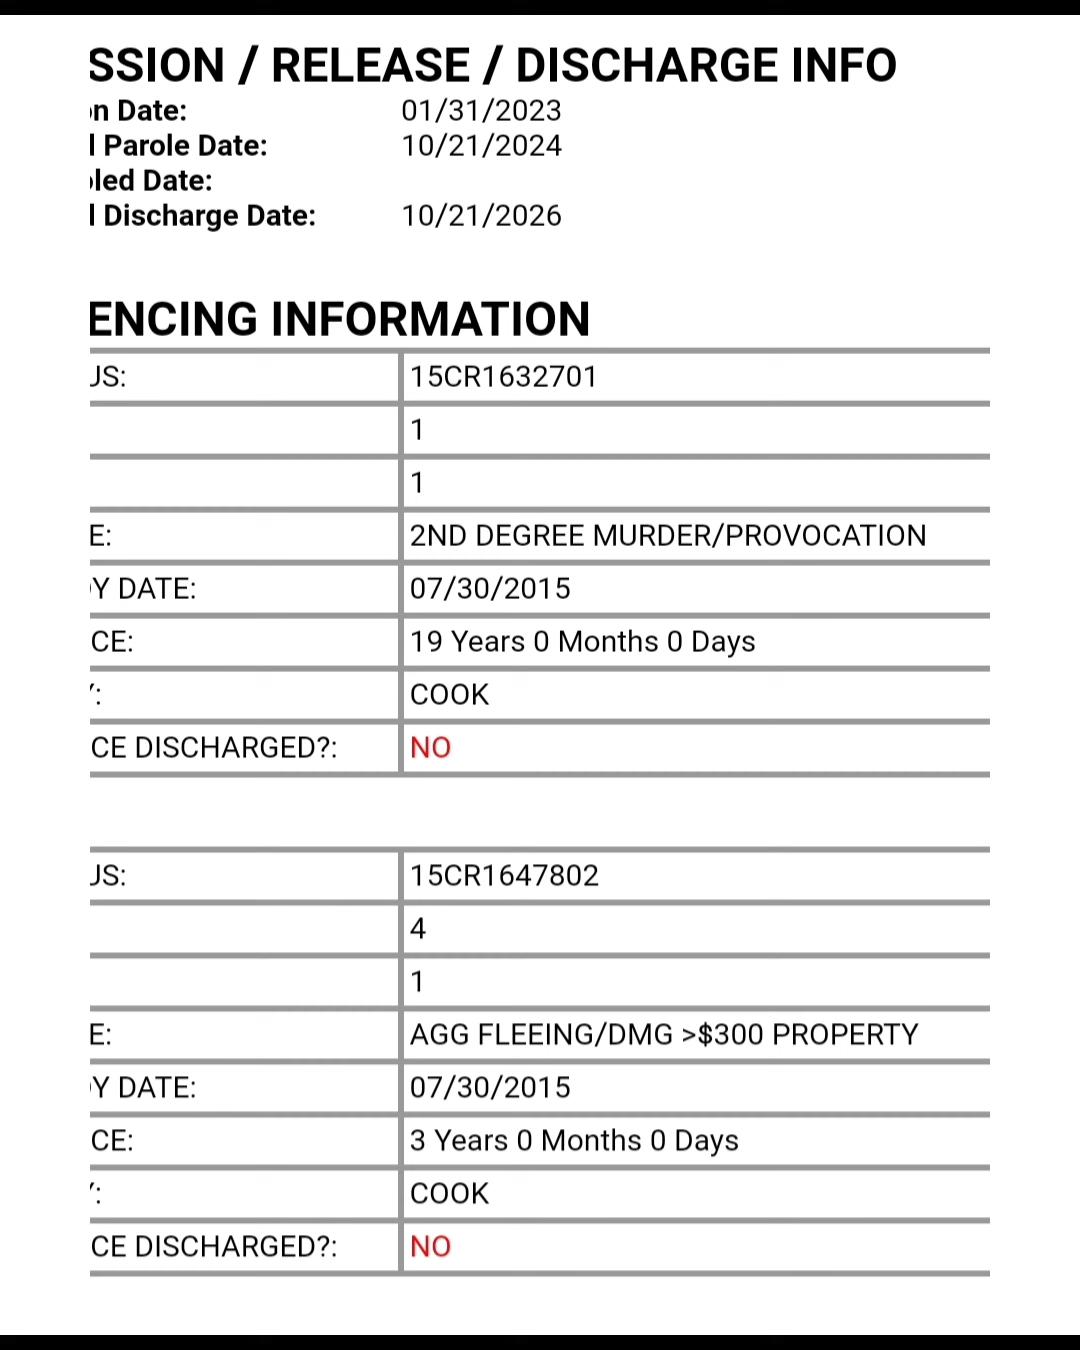 SSION / RELEASE / DISCHARGE INFO
n Date: 01/31/2023
l Parole Date: 10/21/2024
led Date:
l Discharge Date: 10/21/2026
ENCING INFORMATION
US: 15CR1632701
1
1
E: 2ND DEGREE MURDER/PROVOCATION
Y DATE: 07/30/2015
CE: 19 Years 0 Months 0 Days
: COOK
CE DISCHARGED?: NO
US: 15CR1647802
4
1
E: AGG FLEEING/DMG >$300 PROPERTY
Y DATE: 07/30/2015
CE: 3 Years 0 Months 0 Days
: COOK
CE DISCHARGED?: NO